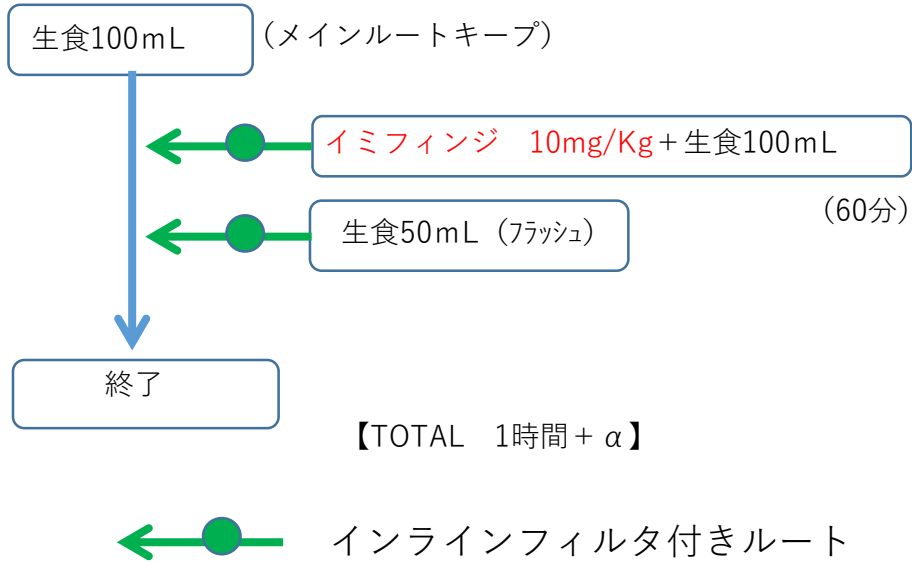 生食100mL (メインルートキープ)
イミフィンジ　10mg/Kg＋生食100mL
(60分)
生食50mL (ﾌﾗｯｼｭ)
終了
【TOTAL　1時間＋α】
インラインフィルタ付きルート